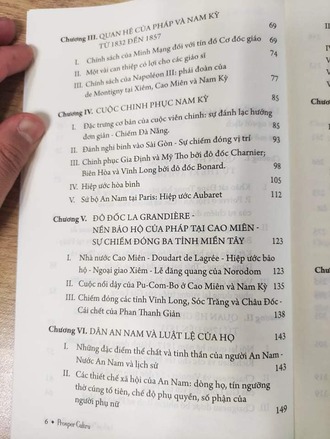 Chương III. QUAN HỆ CỦA PHÁP VÀ NAM KỲ
TỪ 1832 ĐẾN 1857 69
I. Chính sách của Minh Mạng đối với tín đồ Cơ đốc giáo 69
II. Một vài can thiệp có lợi cho các giáo sĩ 74
III. Chính sách của Napoléon III: phái đoàn của
de Montigny tại Xiêm, Cao Miên và Nam Kỳ 77
Chương IV. CUỘC CHINH PHỤC NAM KỲ 85
I. Đặc trưng cơ bản của cuộc viễn chinh: sự đánh lạc hướng
đơn giản - Chiếm Đà Nẵng. 85
II. Đánh nghi binh vào Sài Gòn - Sự chiếm đóng vị trí 93
III. Chinh phục Gia Định và Mỹ Tho bởi đô đốc Charnier;
Biên Hòa và Vĩnh Long bởi đô đốc Bonard. 98
IV. Hiệp ước hòa bình 105
V. Sứ bộ An Nam tại Paris: Hiệp ước Aubaret 112
Chương V. ĐÔ ĐỐC LA GRANDIÈRE -
NỀN BẢO HỘ CỦA PHÁP TẠI CAO MIÊN -
SỰ CHIẾM ĐÓNG BA TỈNH MIỀN TÂY 123
I. Nhà nước Cao Miên - Doudart de Lagrée - Hiệp ước bảo
hộ - Ngoại giao Xiêm - Lễ đăng quang của Norodom 123
II. Cuộc nổi dậy của Pu-Com-Bo ở Cao Miên và Nam Kỳ 135
III. Chiếm đóng các tỉnh Vĩnh Long, Sóc Trăng và Châu Đốc -
Cái chết của Phan Thanh Giản 138
Chương VI. DÂN AN NAM VÀ LUẬT LỆ CỦA HỌ 143
I. Những đặc điểm thể chất và tinh thần của người An Nam -
Nước An Nam và lịch sử 143
II. Các thiết chế xã hội của An Nam: dòng họ, tín ngưỡng
thờ cúng tổ tiên, chế độ phụ quyền, số phận của
người phụ nữ 149
6 • Prosper Cultru